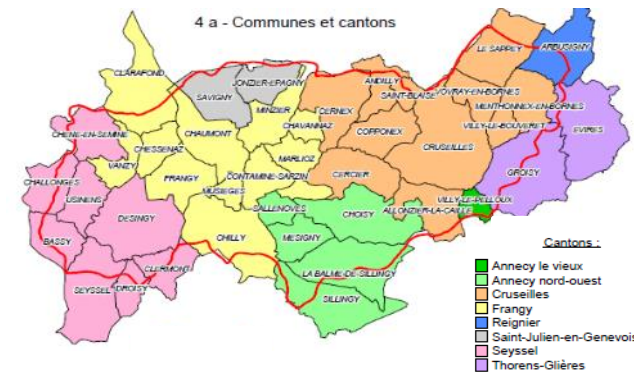 4 a - Communes et cantons
LE SAPPEY
ARBUSIGNY
CLARAFOND
JONZIER-EPAGNY
ANDILLY
SAVIGNY
SAINT-BLAISE
VOVRAY-EN-BORNES
MINZIER
CERNEX
MENTHONNEX-EN-BORNES
CHENE-EN-SEMINE
CHAUMONT
CHAVANNAZ
COPPONEX
VILLY-LE-BOUVERET
EVIRES
CHESSENAZ
CRUSEILLES
MARLIOZ
VANZY
CHALLONGES
FRANGY
CONTAMINE-SARZIN
CERCIER
GROISY
USINENS
MUSIEGES
VILLY-LE-PELLOUX
SALLENOVES
CHOISY
ALLONZIER-LA-CAILLE
DESINGY
BASSY
CHILLY
MESIGNY
CLERMONT
LA BALME-DE-SILLINGY
SEYSSEL
DROISY
SILLINGY
Cantons :
Annecy le vieux
Annecy nord-ouest
Cruseilles
Frangy
Reignier
Saint-Julien-en-Genevois
Seyssel
Thorens-Glières